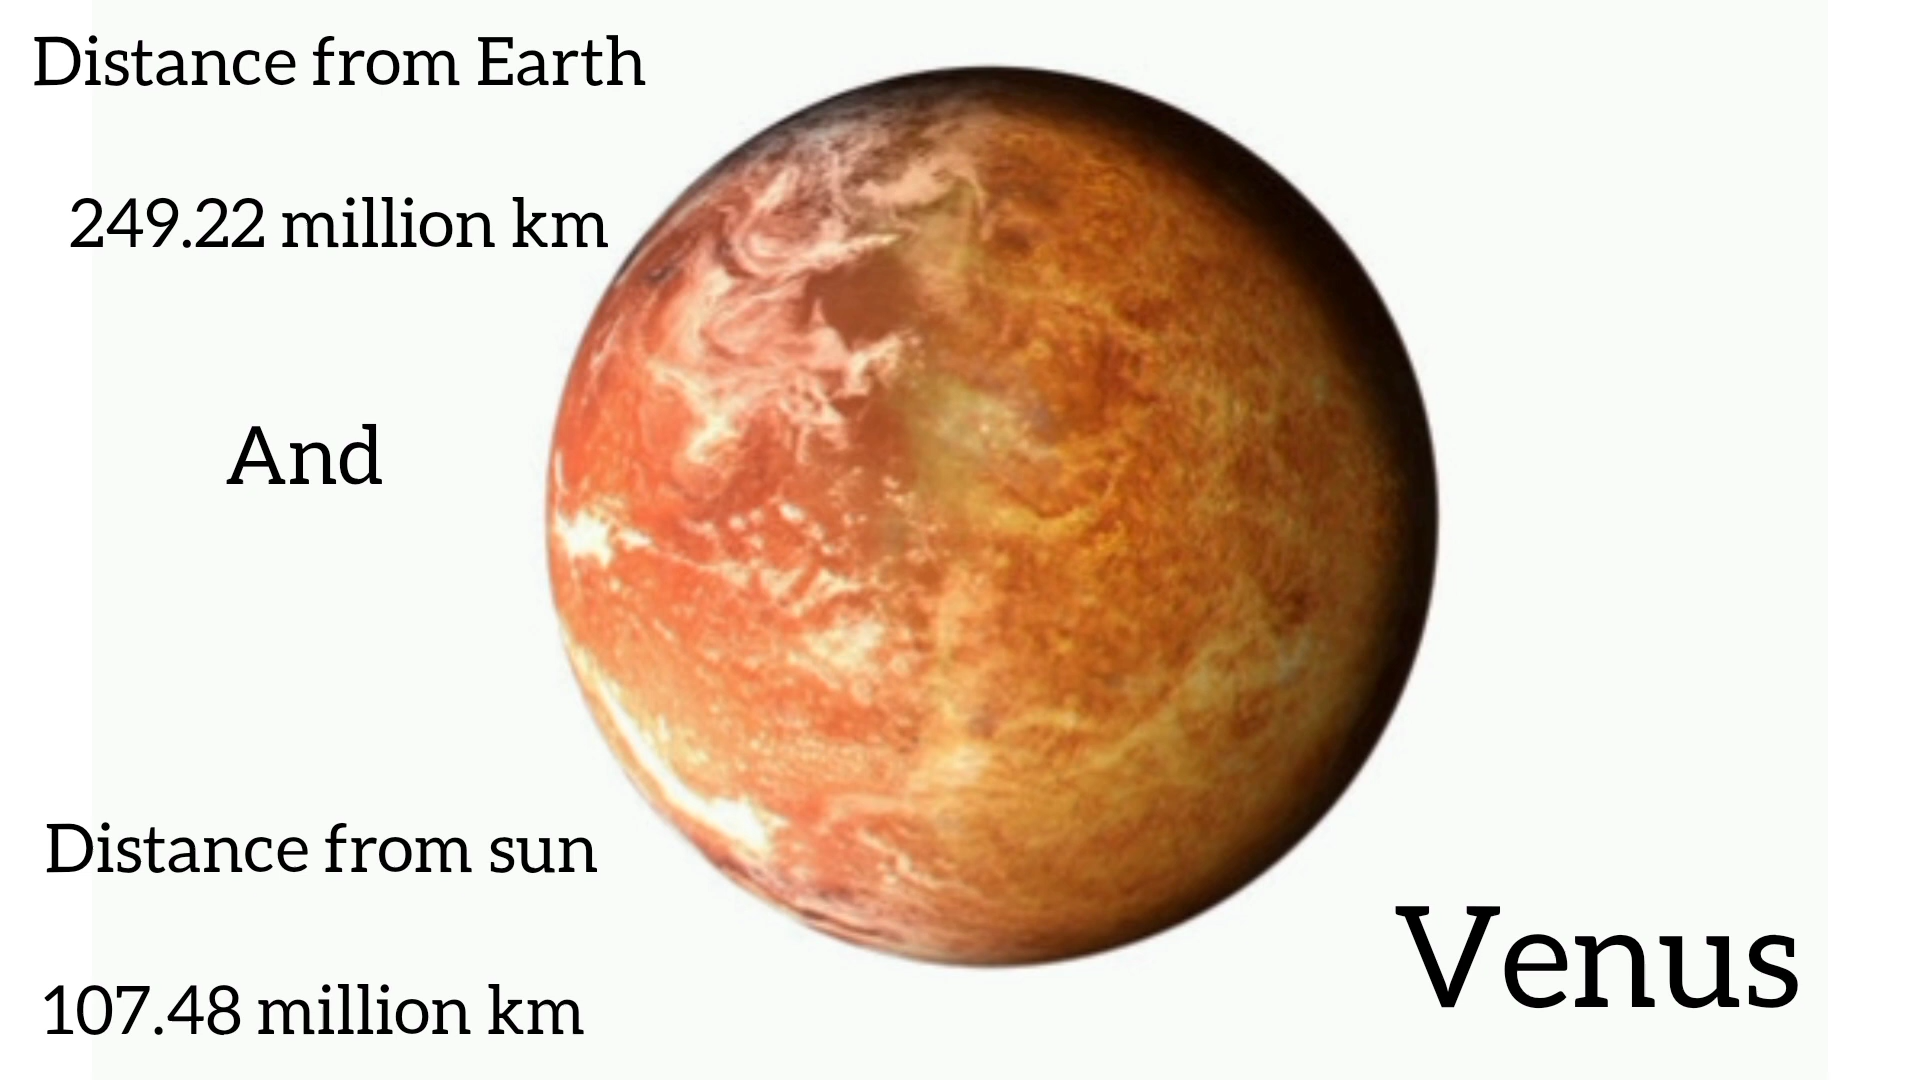 Distance from Earth
249.22 million km
And
Distance from sun
107.48 million km
Venus